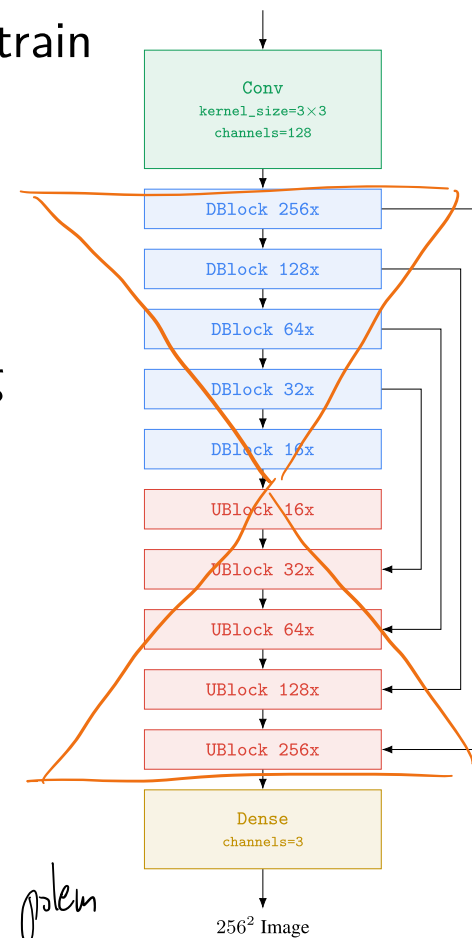 train
Conv
kernel_size=3×3
channels=128
DBlock 256x
DBlock 128x
DBlock 64x
DBlock 32x
DBlock 16x
UBlock 16x
UBlock 32x
UBlock 64x
UBlock 128x
UBlock 256x
Dense
channels=3
256² Image